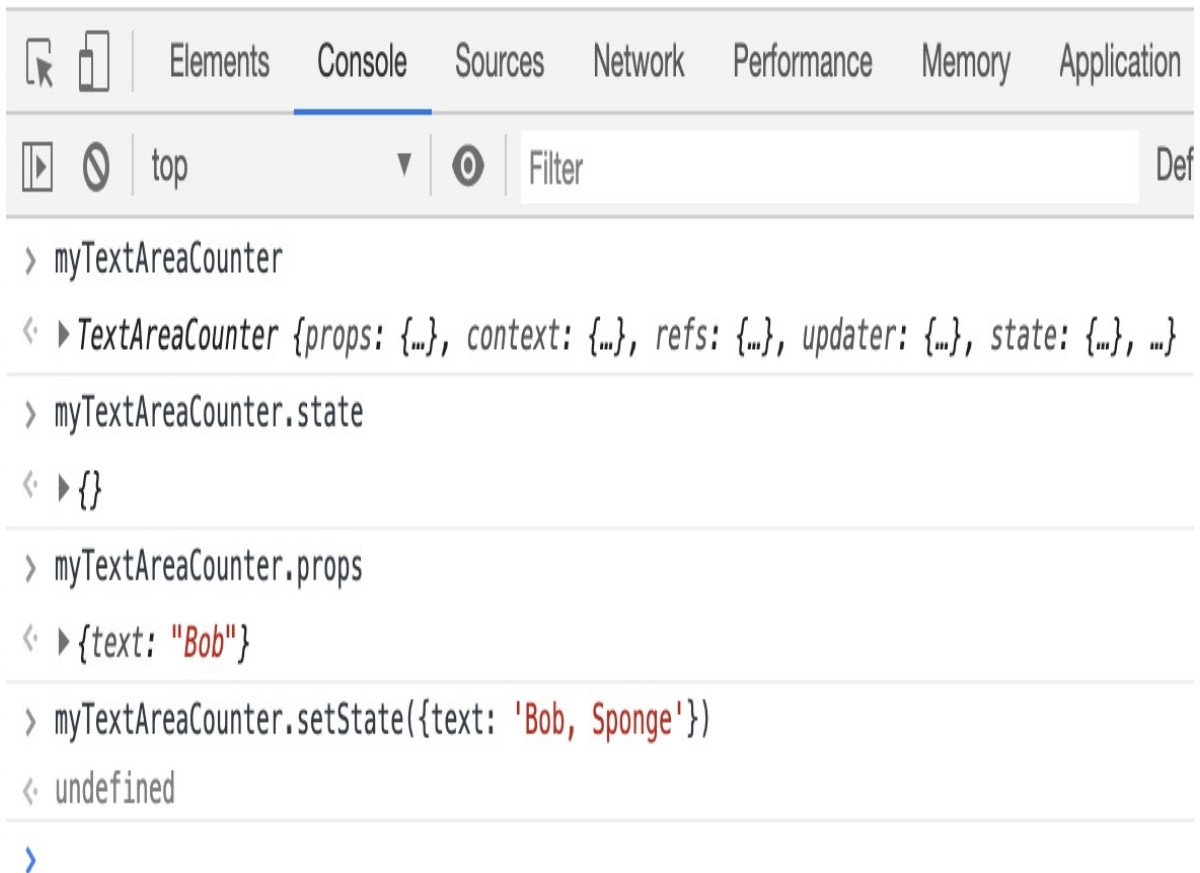 Elements Console Sources Network Performance Memory Application
top Filter Def
myTextAreaCounter
TextAreaCounter {props: {…}, context: {…}, refs: {…}, updater: {…}, state: {…}, …}
myTextAreaCounter.state
{}
myTextAreaCounter.props
{text: "Bob"}
myTextAreaCounter.setState({text: 'Bob, Sponge'})
undefined